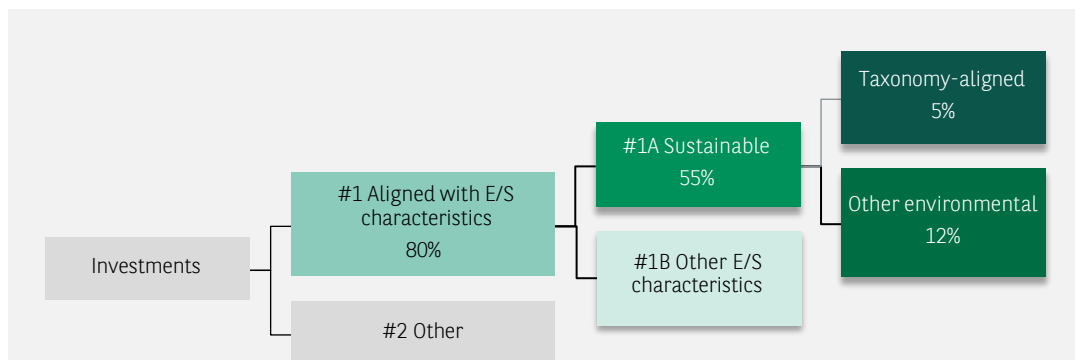 Investments
#1 Aligned with E/S
characteristics
80%
#2 Other
#1A Sustainable
55%
#1B Other E/S
characteristics
Taxonomy-aligned
5%
Other environmental
12%